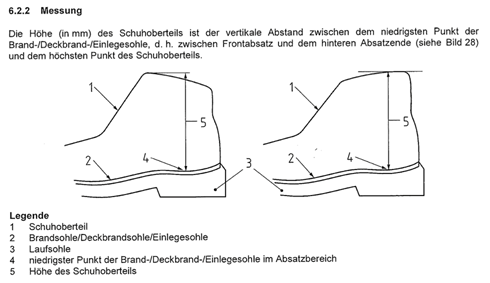 6.2.2 Messung
Die Höhe (in mm) des Schuhoberteils ist der vertikale Abstand zwischen dem niedrigsten Punkt der
Brand-/Deckbrand-/Einlegesohle, d. h. zwischen Frontabsatz und dem hinteren Absatzende (siehe Bild 28)
und dem höchsten Punkt des Schuhoberteils.
1 5 1 5
2 4 3 2 4
Legende
1 Schuhoberteil
2 Brandsohle/Deckbrandsohle/Einlegesohle
3 Laufsohle
4 niedrigster Punkt der Brand-/Deckbrand-/Einlegesohle im Absatzbereich
5 Höhe des Schuhoberteils